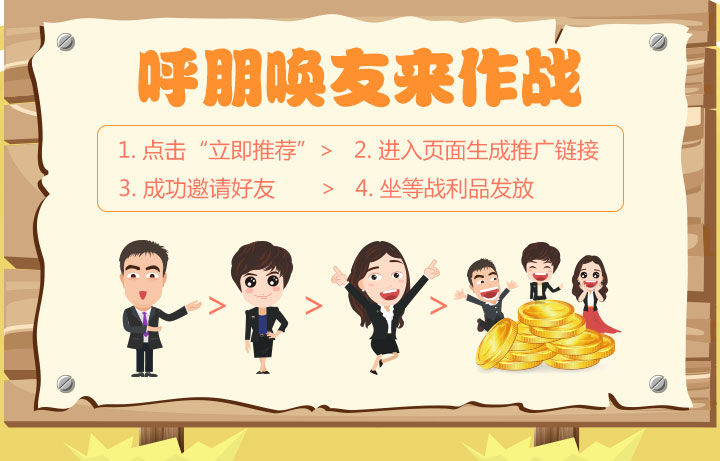 呼朋唤友来作战
1. 点击“立即推荐”> 2. 进入页面生成推广链接
3. 成功邀请好友 > 4. 坐等战利品发放
> > >